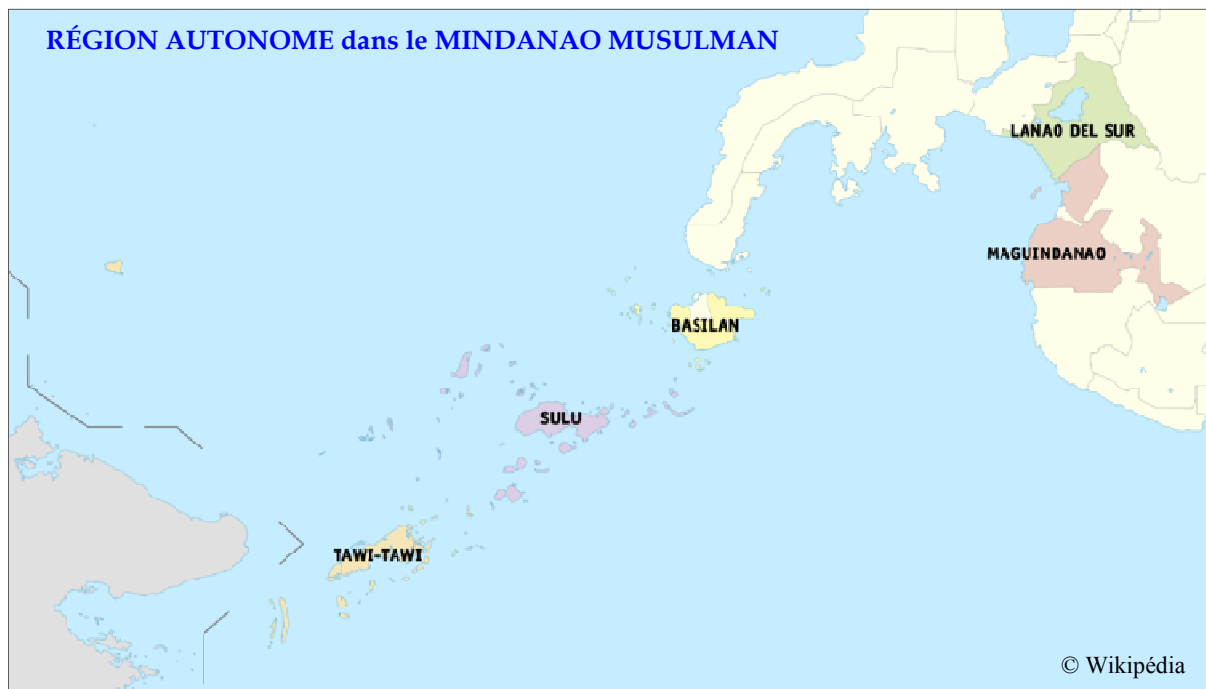 RÉGION AUTONOME dans le MINDANAO MUSULMAN
LANAO DEL SUR
MAGUINDANAO
BASILAN
SULU
TAWI-TAWI
© Wikipédia